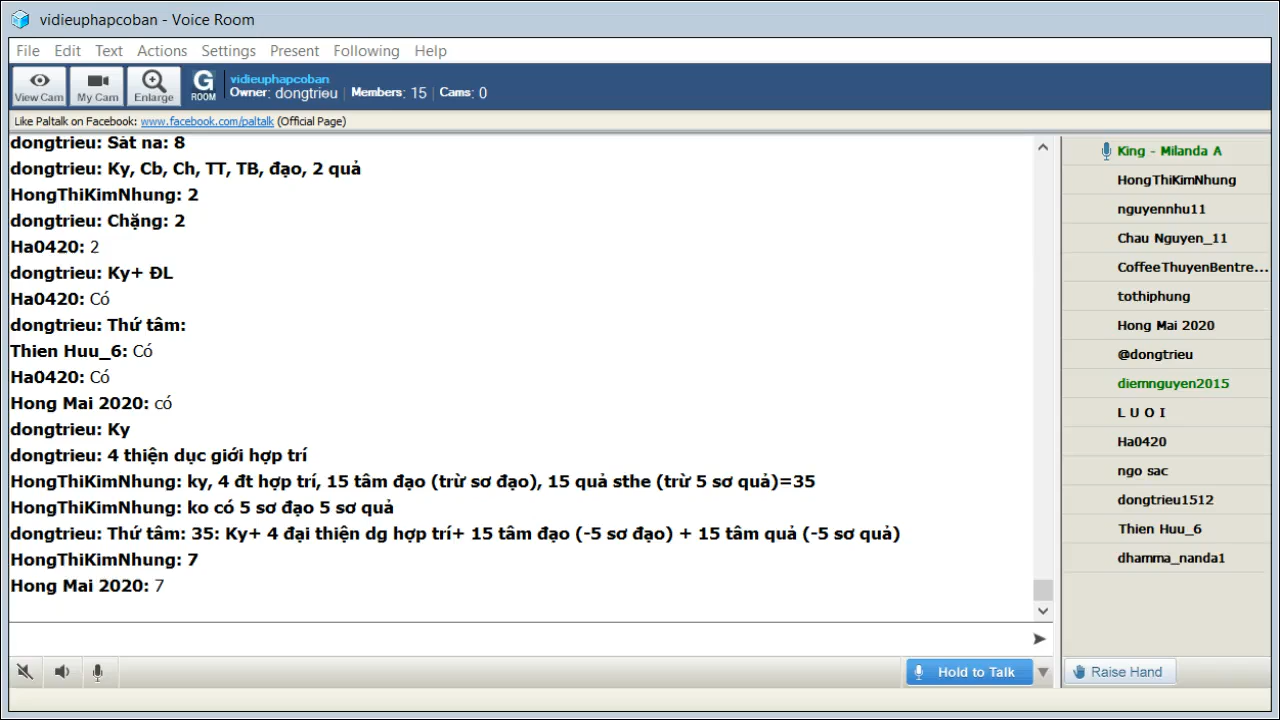 vidieuphapcoban - Voice Room
File Edit Text Actions Settings Present Following Help
View Cam My Cam Enlarge G ROOM
vidieuphapcoban
Owner: dongtrieu | Members: 15 | Cams: 0
Like Paltalk on Facebook: www.facebook.com/paltalk (Official Page)
dongtrieu: Sát na: 8
dongtrieu: Ky, Cb, Ch, TT, TB, đạo, 2 quả
HongThiKimNhung: 2
dongtrieu: Chặng: 2
Ha0420: 2
dongtrieu: Ky+ ĐL
Ha0420: Có
dongtrieu: Thứ tâm:
Thien Huu_6: Có
Ha0420: Có
Hong Mai 2020: có
dongtrieu: Ky
dongtrieu: 4 thiện dục giới hợp trí
HongThiKimNhung: ky, 4 đt hợp trí, 15 tâm đạo (trừ sơ đạo), 15 quả sthe (trừ 5 sơ quả)=35
HongThiKimNhung: ko có 5 sơ đạo 5 sơ quả
dongtrieu: Thứ tâm: 35: Ky+ 4 đại thiện dg hợp trí+ 15 tâm đạo (-5 sơ đạo) + 15 tâm quả (-5 sơ quả)
HongThiKimNhung: 7
Hong Mai 2020: 7
King - Milanda A
HongThiKimNhung
nguyennhu11
Chau Nguyen_11
CoffeeThuyenBentre...
tothiphung
Hong Mai 2020
@dongtrieu
diemnguyen2015
L U O I
Ha0420
ngo sac
dongtrieu1512
Thien Huu_6
dhamma_nanda1
Hold to Talk
Raise Hand